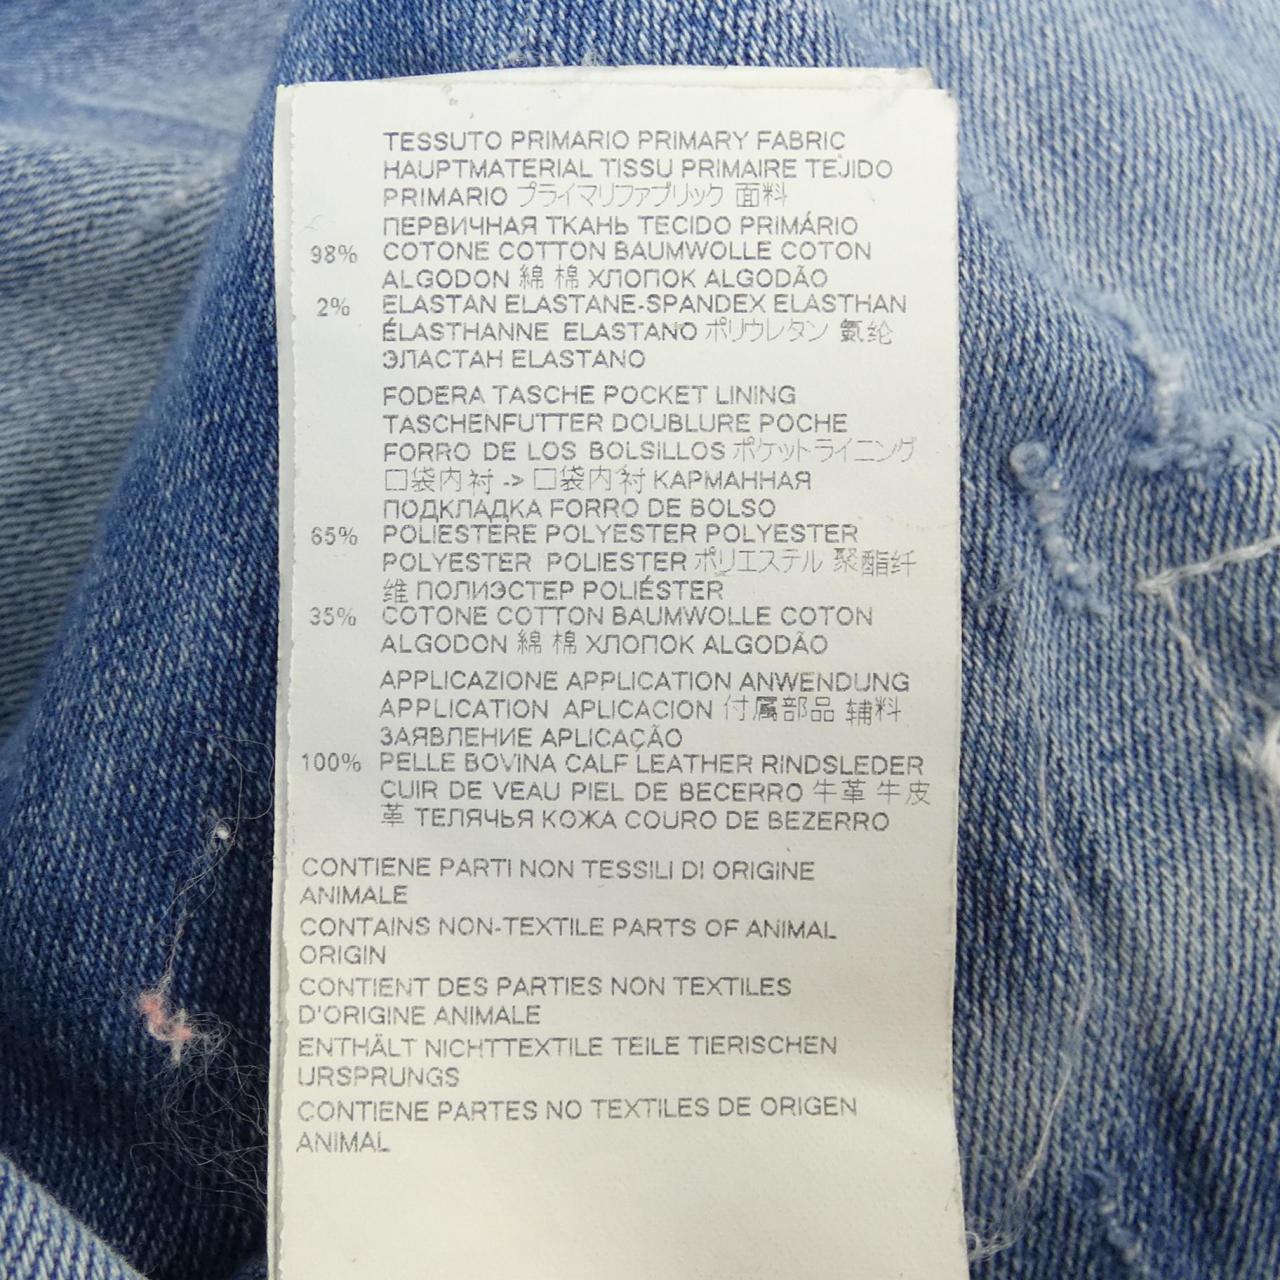 TESSUTO PRIMARIO PRIMARY FABRIC
HAUPTMATERIAL TISSU PRIMAIRE TEJIDO
PRIMARIO プライマリファブリック 面料
ПЕРВИЧНАЯ ТКАНЬ TECIDO PRIMÁRIO
98% COTONE COTTON BAUMWOLLE COTON
ALGODON 綿 棉 ХЛОПОК ALGODÃO
2% ELASTAN ELASTANE-SPANDEX ELASTHAN
ÉLASTHANNE ELASTANO ポリウレタン 氨纶
ЭЛАСТАН ELASTANO
FODERA TASCHE POCKET LINING
TASCHENFUTTER DOUBLURE POCHE
FORRO DE LOS BOLSILLOS ポケットライニング
口袋内衬 -> 口袋内衬 КАРМАННАЯ
ПОДКЛАДКА FORRO DE BOLSO
65% POLIESTERE POLYESTER POLYESTER
POLYESTER POLIESTER ポリエステル 聚酯纤
维 ПОЛИЭСТЕР POLIÉSTER
35% COTONE COTTON BAUMWOLLE COTON
ALGODON 綿 棉 ХЛОПОК ALGODÃO
APPLICAZIONE APPLICATION ANWENDUNG
APPLICATION APLICACION 付属部品 辅料
ЗАЯВЛЕНИЕ APLICAÇÃO
100% PELLE BOVINA CALF LEATHER RINDSLEDER
CUIR DE VEAU PIEL DE BECERRO 牛革 牛皮
革 ТЕЛЯЧЬЯ КОЖА COURO DE BEZERRO
CONTIENE PARTI NON TESSILI DI ORIGINE
ANIMALE
CONTAINS NON-TEXTILE PARTS OF ANIMAL
ORIGIN
CONTIENT DES PARTIES NON TEXTILES
D'ORIGINE ANIMALE
ENTHÄLT NICHTTEXTILE TEILE TIERISCHEN
URSPRUNGS
CONTIENE PARTES NO TEXTILES DE ORIGEN
ANIMAL